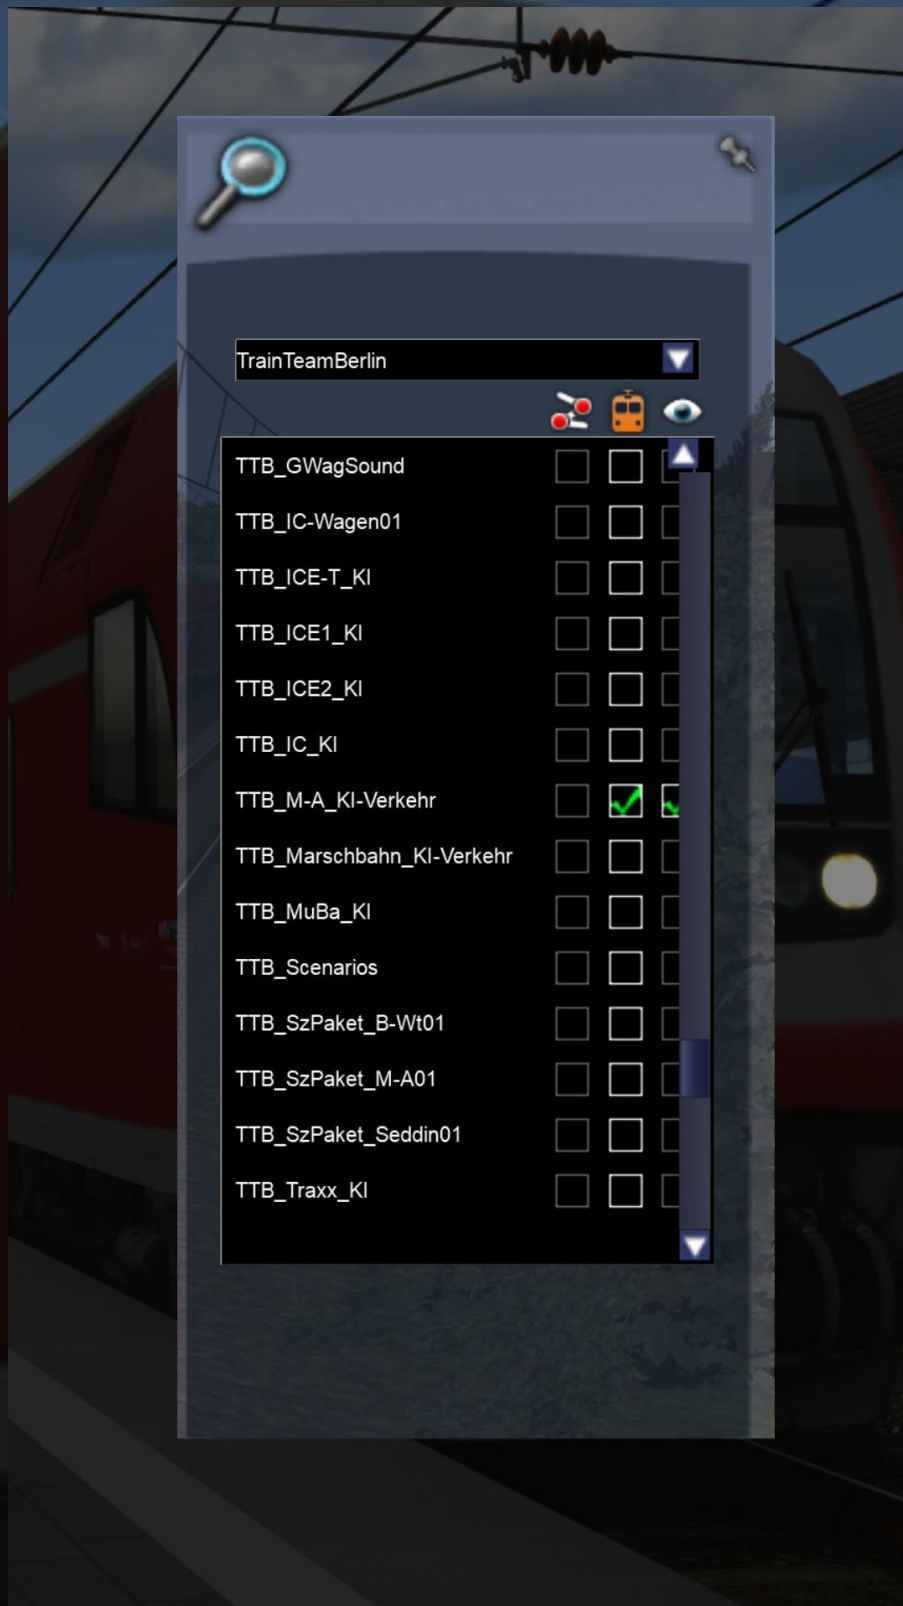 TrainTeamBerlin
TTB_GWagSound
TTB_IC-Wagen01
TTB_ICE-T_KI
TTB_ICE1_KI
TTB_ICE2_KI
TTB_IC_KI
TTB_M-A_KI-Verkehr
TTB_Marschbahn_KI-Verkehr
TTB_MuBa_KI
TTB_Scenarios
TTB_SzPaket_B-Wt01
TTB_SzPaket_M-A01
TTB_SzPaket_Seddin01
TTB_Traxx_KI